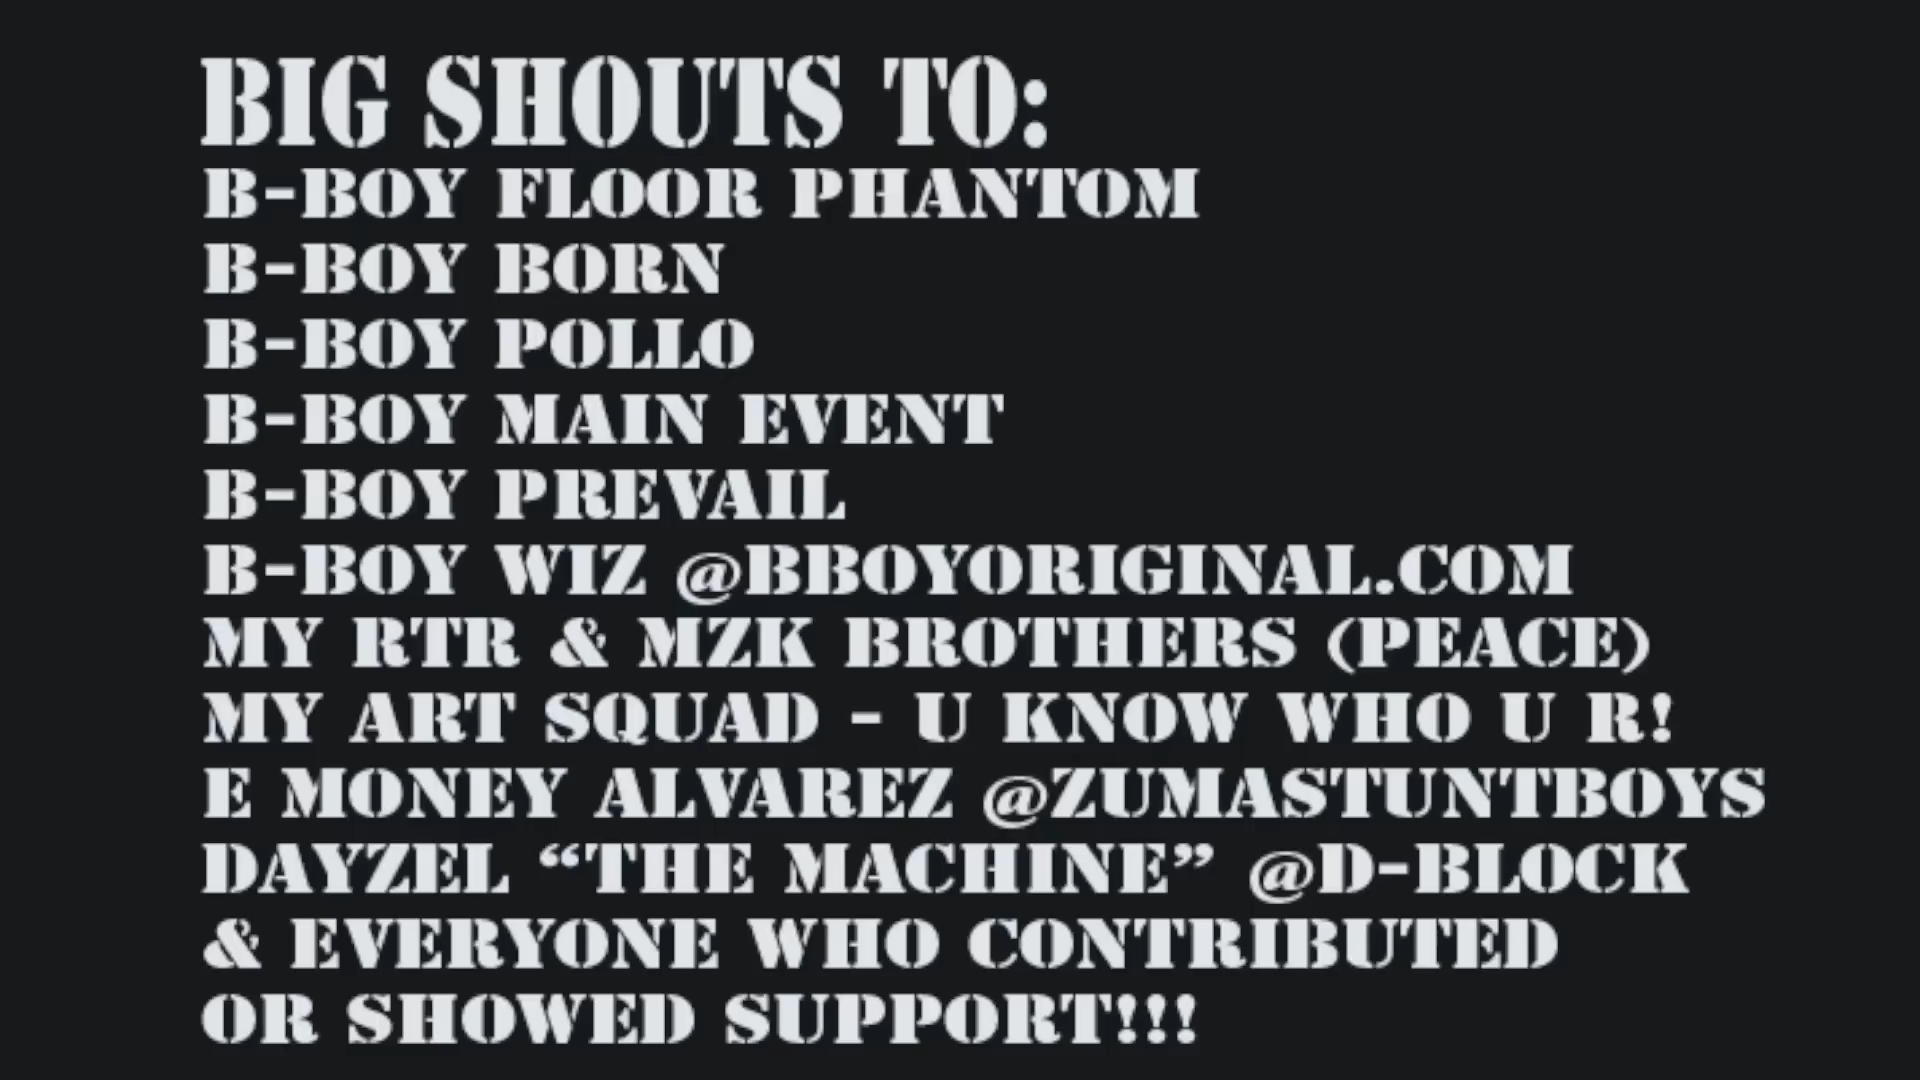 BIG SHOUTS TO:
B-BOY FLOOR PHANTOM
B-BOY BORN
B-BOY POLLO
B-BOY MAIN EVENT
B-BOY PREVAIL
B-BOY WIZ @BBOYORIGINAL.COM
MY RTR & MZK BROTHERS (PEACE)
MY ART SQUAD - U KNOW WHO U R!
E MONEY ALVAREZ @ZUMASTUNTBOYS
DAYZEL “THE MACHINE” @D-BLOCK
& EVERYONE WHO CONTRIBUTED
OR SHOWED SUPPORT!!!